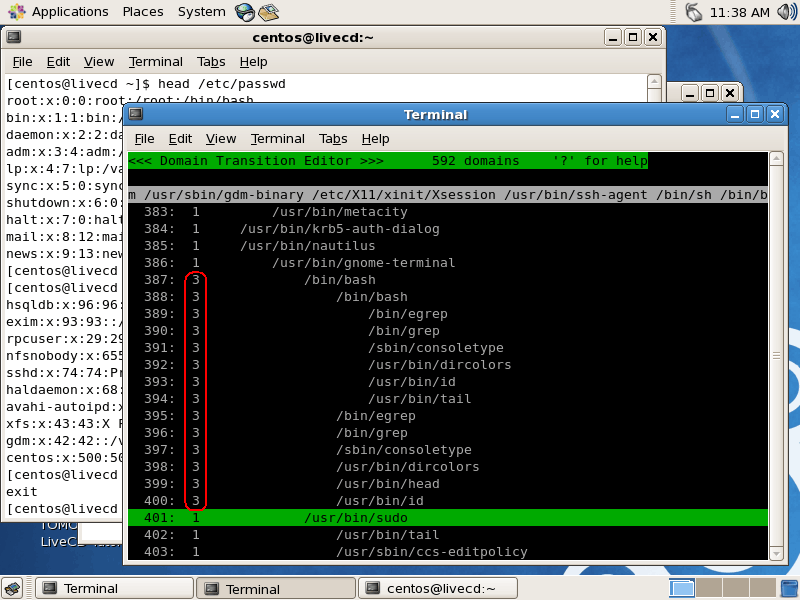 Applications Places System 11:38 AM
centos@livecd:~
File Edit View Terminal Tabs Help
[centos@livecd ~]$ head /etc/passwd
root:x:0:0:root:/root:/bin/bash
bin:x:1:1:bin:/
daemon:x:2:2:da
adm:x:3:4:adm:/
lp:x:4:7:lp:/va
sync:x:5:0:sync
shutdown:x:6:0:
halt:x:7:0:halt
mail:x:8:12:mai
news:x:9:13:new
[centos@livecd
[centos@livecd
hsqldb:x:96:96:
exim:x:93:93::/
rpcuser:x:29:29
nfsnobody:x:655
sshd:x:74:74:Pr
haldaemon:x:68:
avahi-autoipd:x
xfs:x:43:43:X F
gdm:x:42:42::/v
centos:x:500:50
[centos@livecd
exit
[centos@livecd
Terminal
File Edit View Terminal Tabs Help
<<< Domain Transition Editor >>> 592 domains '?' for help
m /usr/sbin/gdm-binary /etc/X11/xinit/Xsession /usr/bin/ssh-agent /bin/sh /bin/b
383: 1 /usr/bin/metacity
384: 1 /usr/bin/krb5-auth-dialog
385: 1 /usr/bin/nautilus
386: 1 /usr/bin/gnome-terminal
387: 3 /bin/bash
388: 3 /bin/bash
389: 3 /bin/egrep
390: 3 /bin/grep
391: 3 /sbin/consoletype
392: 3 /usr/bin/dircolors
393: 3 /usr/bin/id
394: 3 /usr/bin/tail
395: 3 /bin/egrep
396: 3 /bin/grep
397: 3 /sbin/consoletype
398: 3 /usr/bin/dircolors
399: 3 /usr/bin/head
400: 3 /usr/bin/id
401: 1 /usr/bin/sudo
402: 1 /usr/bin/tail
403: 1 /usr/sbin/ccs-editpolicy
TOMO
LiveCD
Terminal Terminal centos@livecd:~